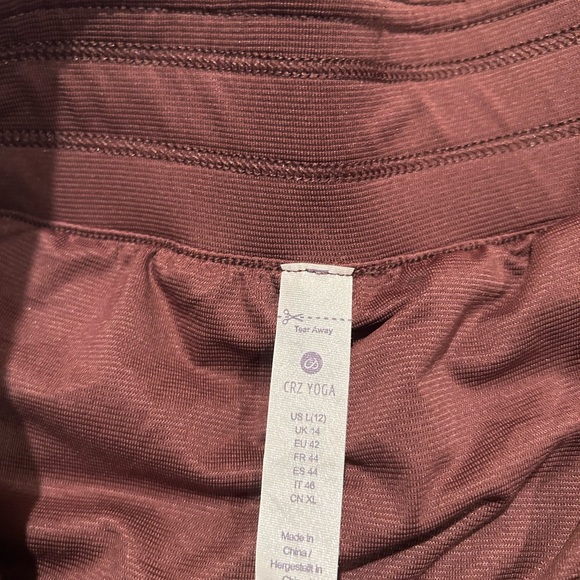 Tear Away
CRZ YOGA
US L(12)
UK 14
EU 42
FR 44
ES 44
IT 46
CN XL
Made in
China /
Hergestellt in